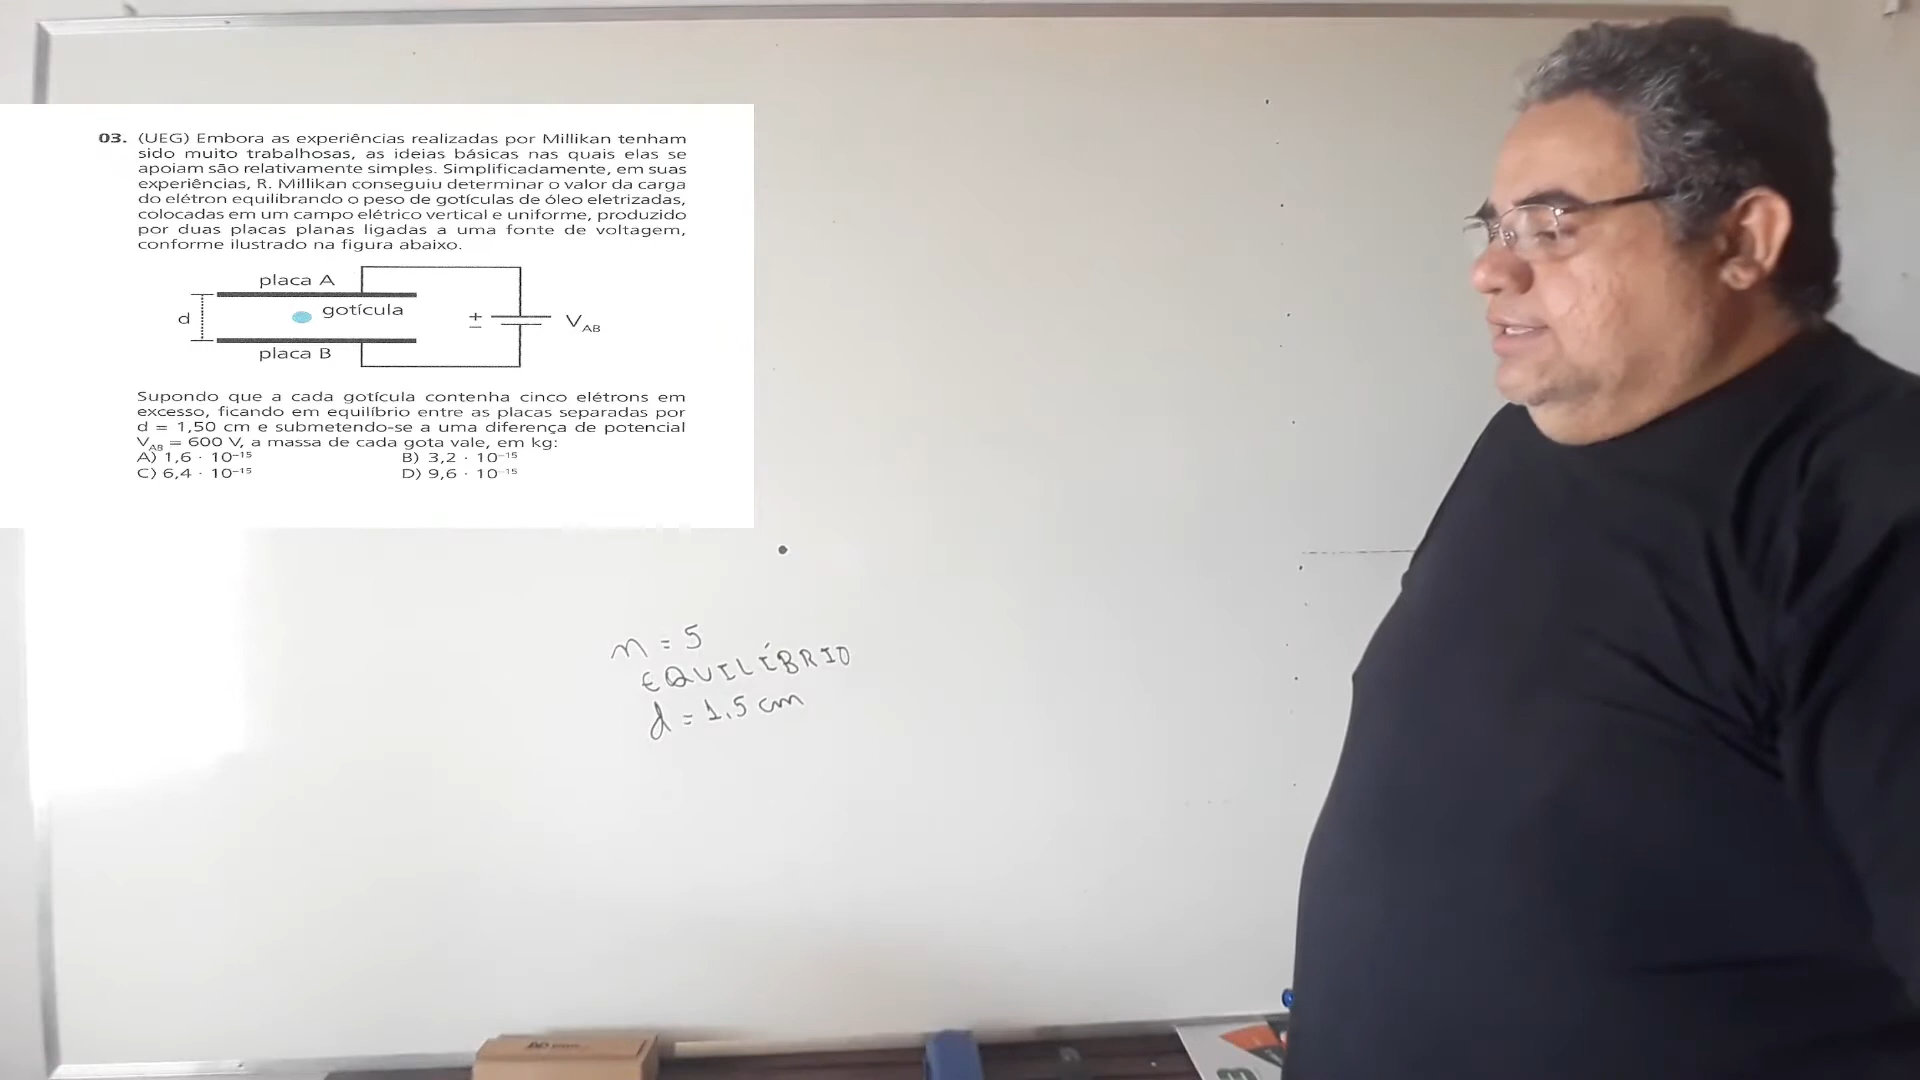 03. (UEG) Embora as experiências realizadas por Millikan tenham
sido muito trabalhosas, as ideias básicas nas quais elas se
apoiam são relativamente simples. Simplificadamente, em suas
experiências, R. Millikan conseguiu determinar o valor da carga
do elétron equilibrando o peso de gotículas de óleo eletrizadas,
colocadas em um campo elétrico vertical e uniforme, produzido
por duas placas planas ligadas a uma fonte de voltagem,
conforme ilustrado na figura abaixo.
placa A
gotícula
d
+
−
V_AB
placa B
Supondo que a cada gotícula contenha cinco elétrons em
excesso, ficando em equilíbrio entre as placas separadas por
d = 1,50 cm e submetendo-se a uma diferença de potencial
V_AB = 600 V, a massa de cada gota vale, em kg:
A) 1,6 · 10⁻¹⁵ B) 3,2 · 10⁻¹⁵
C) 6,4 · 10⁻¹⁵ D) 9,6 · 10⁻¹⁵
n = 5
EQUILÍBRIO
d = 1,5 cm